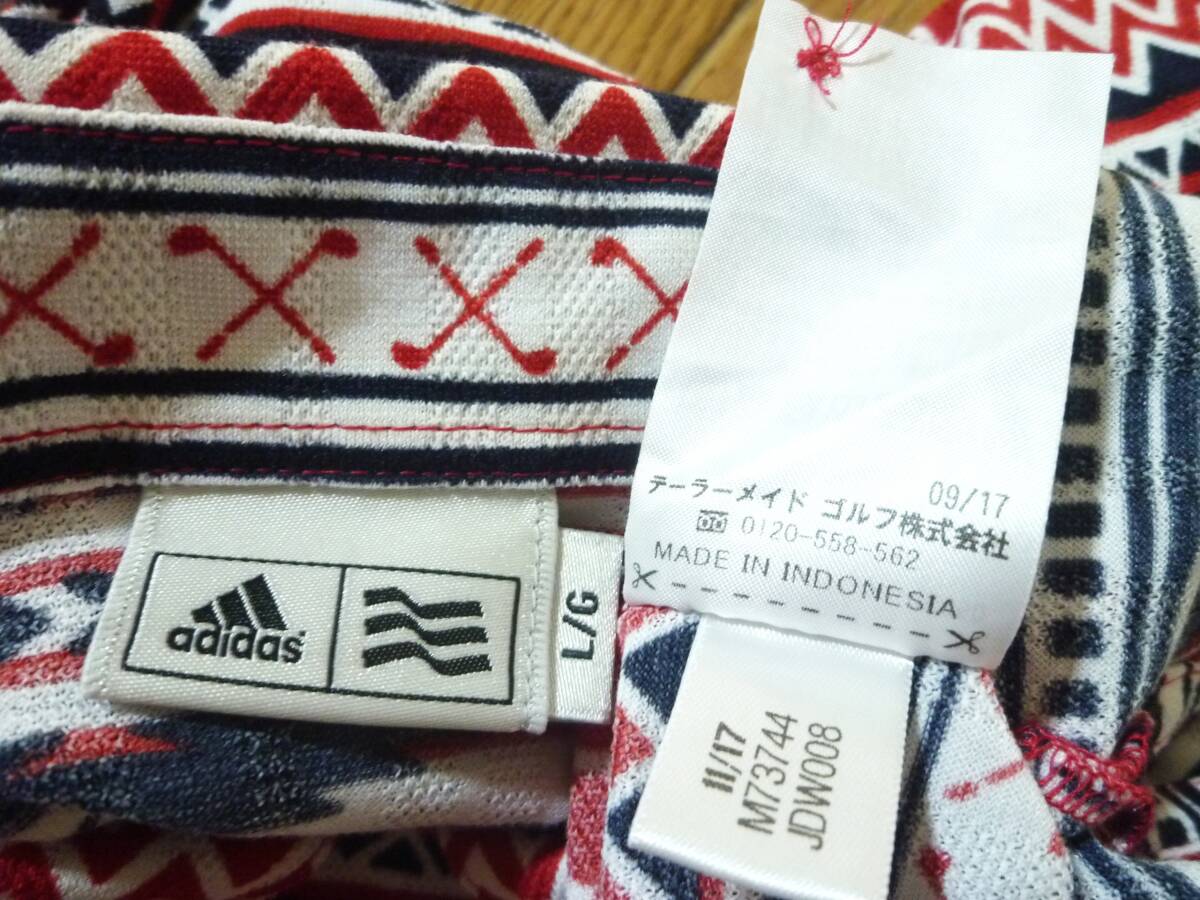 adidas
L/G
09/17
テーラーメイド ゴルフ株式会社
0120-558-562
MADE IN INDONESIA
11/17
M73744
JDW008